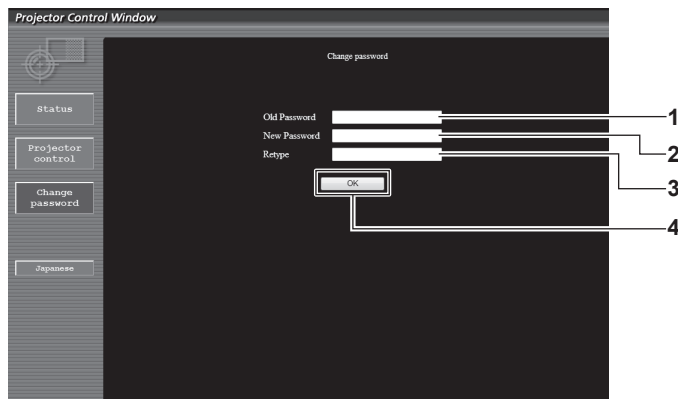 Projector Control Window
Change password
Status
Projector
control
Change
password
Japanese
Old Password
New Password
Retype
OK
1
2
3
4